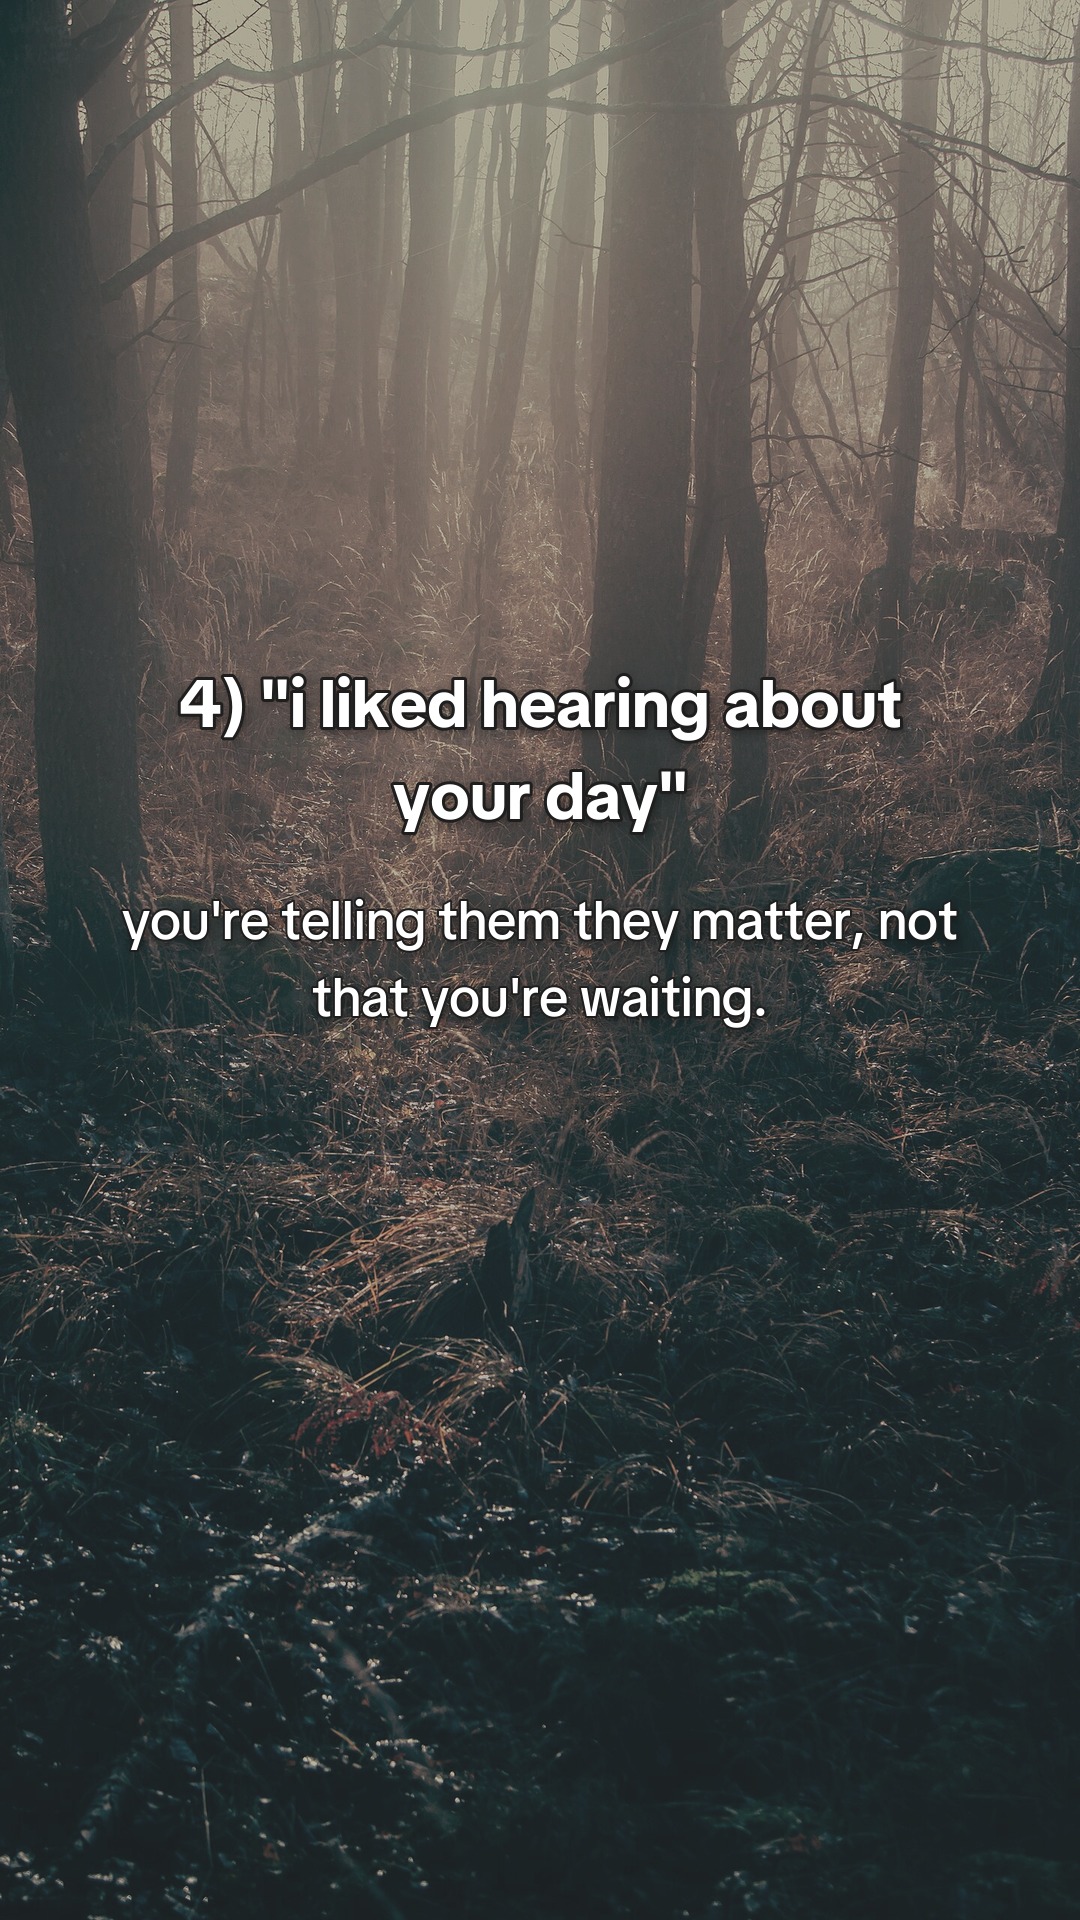 4) "i liked hearing about
your day"
you're telling them they matter, not
that you're waiting.